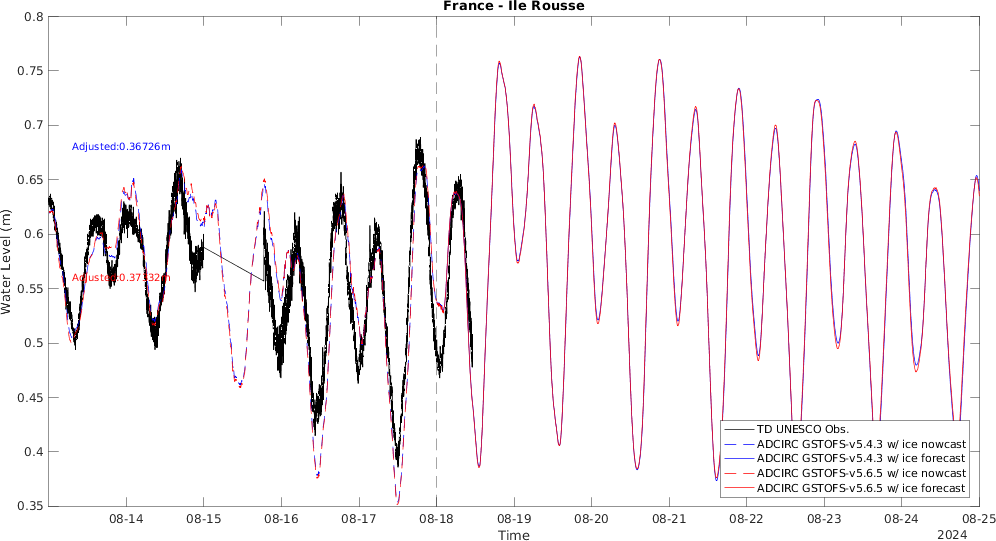 France - Ile Rousse
0.8
0.75
0.7
0.65
0.6
0.55
0.5
0.45
0.4
0.35
Water Level (m)
Adjusted:0.36726m
TD UNESCO Obs.
ADCIRC GSTOFS-v5.4.3 w/ ice nowcast
ADCIRC GSTOFS-v5.4.3 w/ ice forecast
ADCIRC GSTOFS-v5.6.5 w/ ice nowcast
ADCIRC GSTOFS-v5.6.5 w/ ice forecast
08-14
08-15
08-16
08-17
08-18
08-19
08-20
08-21
08-22
08-23
08-24
08-25
Time
2024